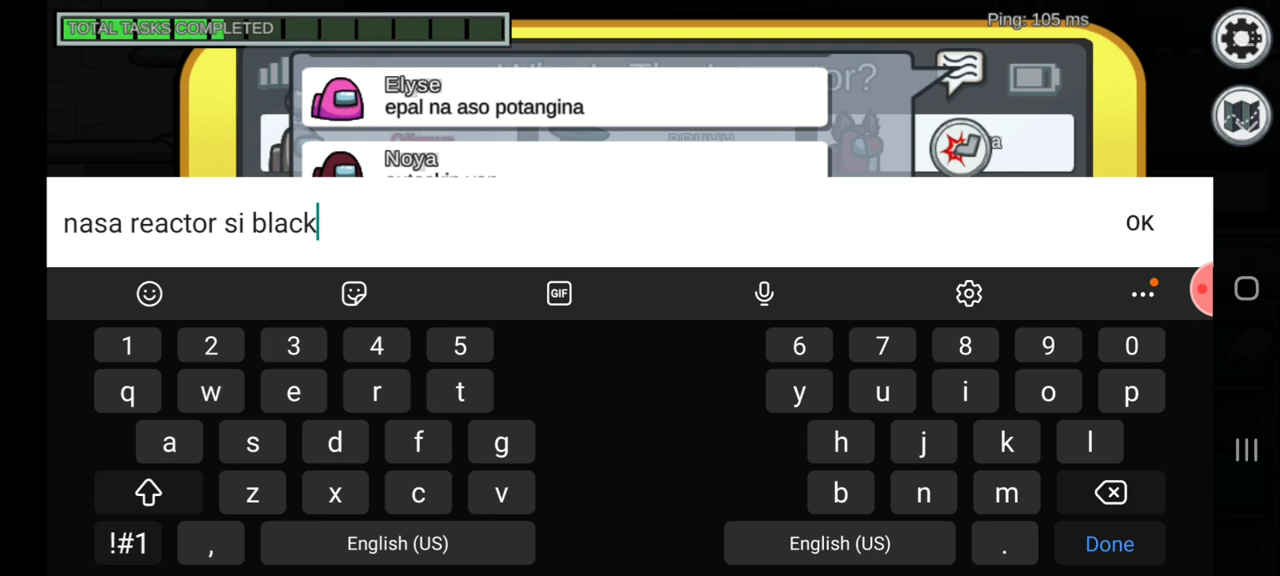 TOTAL TASKS COMPLETED
Ping: 105 ms
Elyse
epal na aso potangina
Noya
nasa reactor si black
OK
GIF
1 2 3 4 5 6 7 8 9 0
q w e r t y u i o p
a s d f g h j k l
z x c v b n m
!#1 , English (US) English (US) . Done